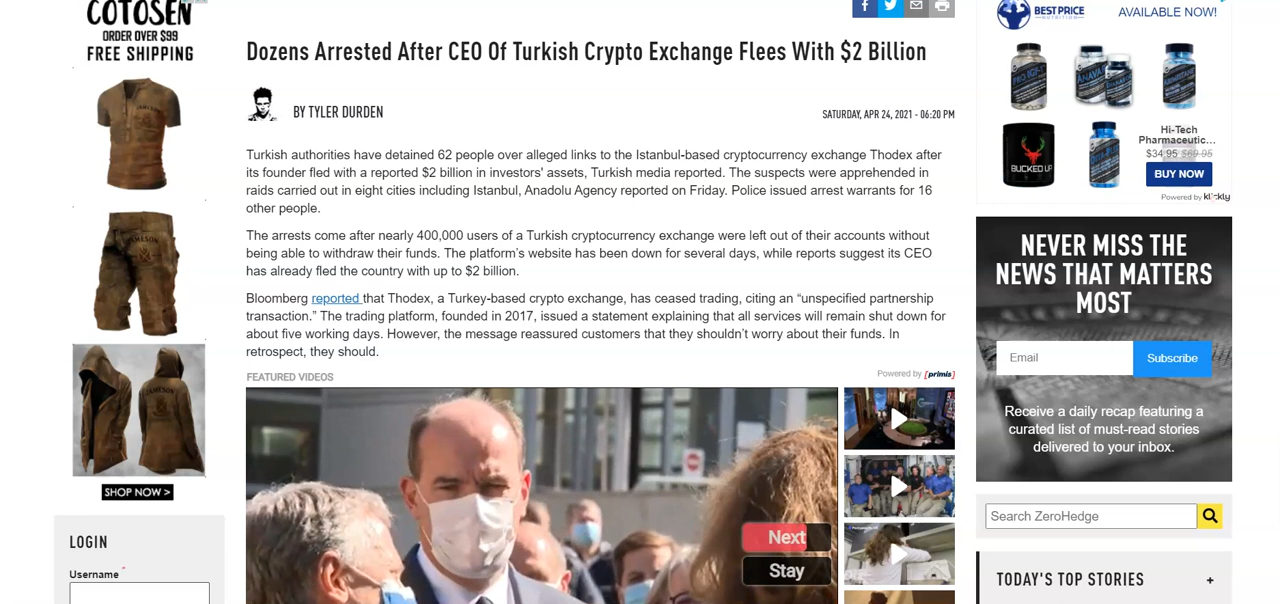 COTOSEN
ORDER OVER $99
FREE SHIPPING
JAMESON
JAMESON
SHOP NOW >
LOGIN
Username *
Dozens Arrested After CEO Of Turkish Crypto Exchange Flees With $2 Billion
BY TYLER DURDEN
SATURDAY, APR 24, 2021 - 06:20 PM
Turkish authorities have detained 62 people over alleged links to the Istanbul-based cryptocurrency exchange Thodex after
its founder fled with a reported $2 billion in investors' assets, Turkish media reported. The suspects were apprehended in
raids carried out in eight cities including Istanbul, Anadolu Agency reported on Friday. Police issued arrest warrants for 16
other people.
The arrests come after nearly 400,000 users of a Turkish cryptocurrency exchange were left out of their accounts without
being able to withdraw their funds. The platform's website has been down for several days, while reports suggest its CEO
has already fled the country with up to $2 billion.
Bloomberg reported that Thodex, a Turkey-based crypto exchange, has ceased trading, citing an “unspecified partnership
transaction.” The trading platform, founded in 2017, issued a statement explaining that all services will remain shut down for
about five working days. However, the message reassured customers that they shouldn't worry about their funds. In
retrospect, they should.
FEATURED VIDEOS
Powered by [primis]
Next
Stay
BEST PRICE
NUTRITION
AVAILABLE NOW!
BUCKED UP
Hi-Tech
Pharmaceutic...
$34.95 $69.95
BUY NOW
Powered by klickly
NEVER MISS THE
NEWS THAT MATTERS
MOST
Email
Subscribe
Receive a daily recap featuring a
curated list of must-read stories
delivered to your inbox.
Search ZeroHedge
TODAY'S TOP STORIES +